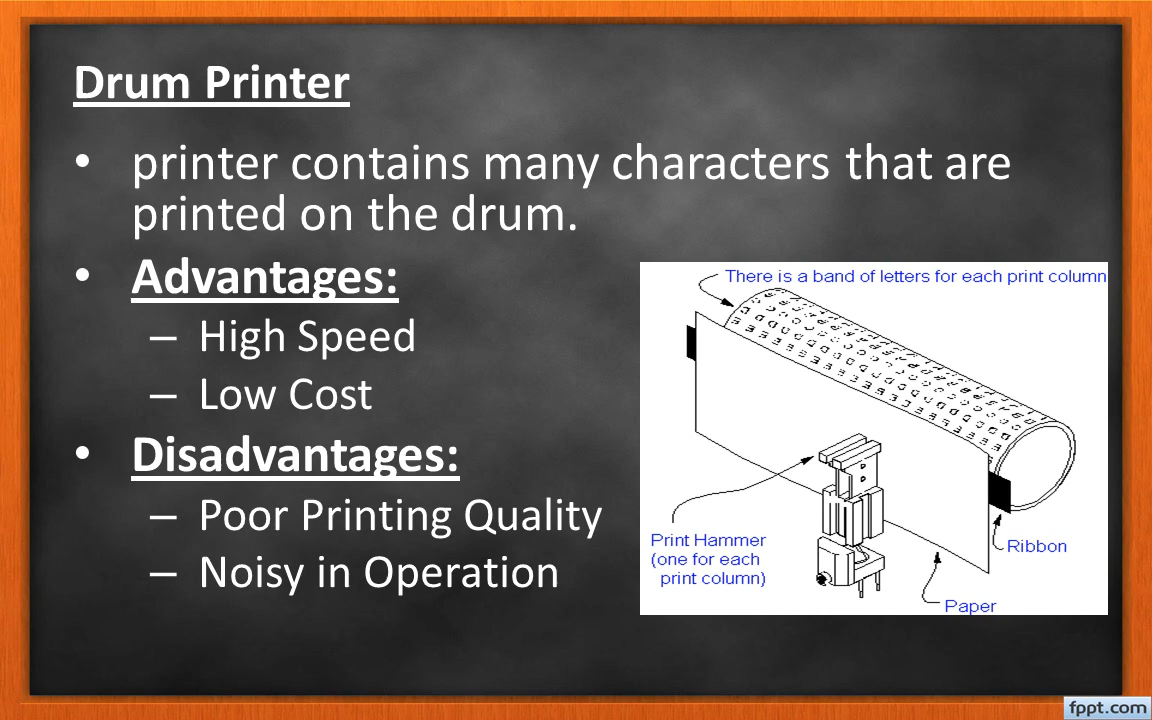 Drum Printer
• printer contains many characters that are
printed on the drum.
• Advantages:
– High Speed
– Low Cost
• Disadvantages:
– Poor Printing Quality
– Noisy in Operation
There is a band of letters for each print column
Print Hammer
(one for each
print column)
Ribbon
Paper
fppt.com